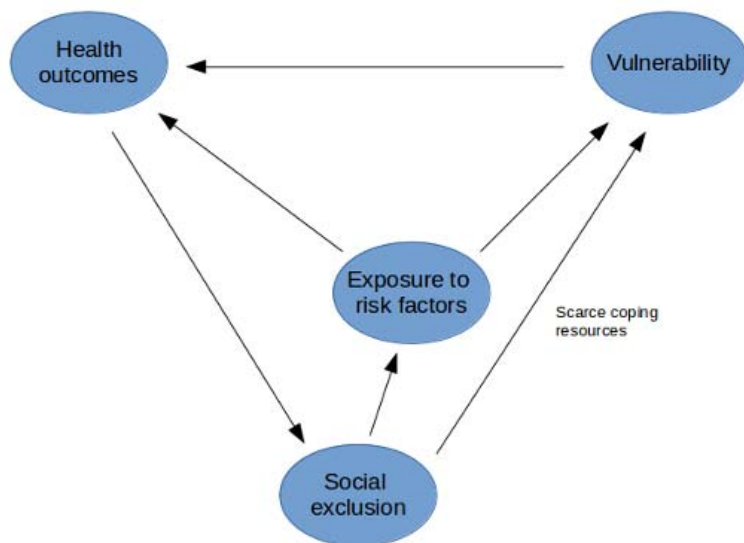 Health
outcomes
Vulnerability
Exposure to
risk factors
Scarce coping
resources
Social
exclusion